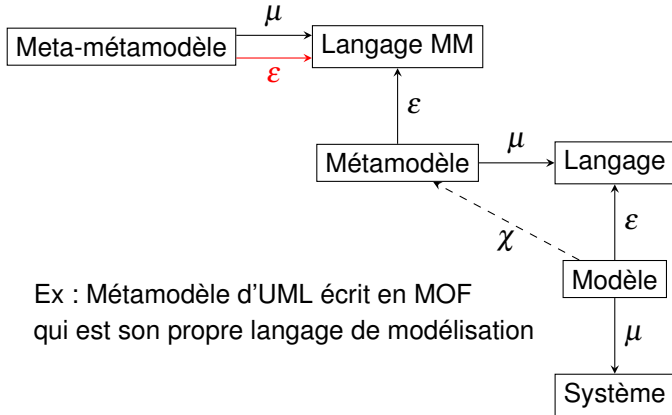 μ
Meta-métamodèle
Langage MM
ε
ε
Métamodèle
μ
Langage
χ
ε
Modèle
Ex : Métamodèle d'UML écrit en MOF
qui est son propre langage de modélisation
μ
Système